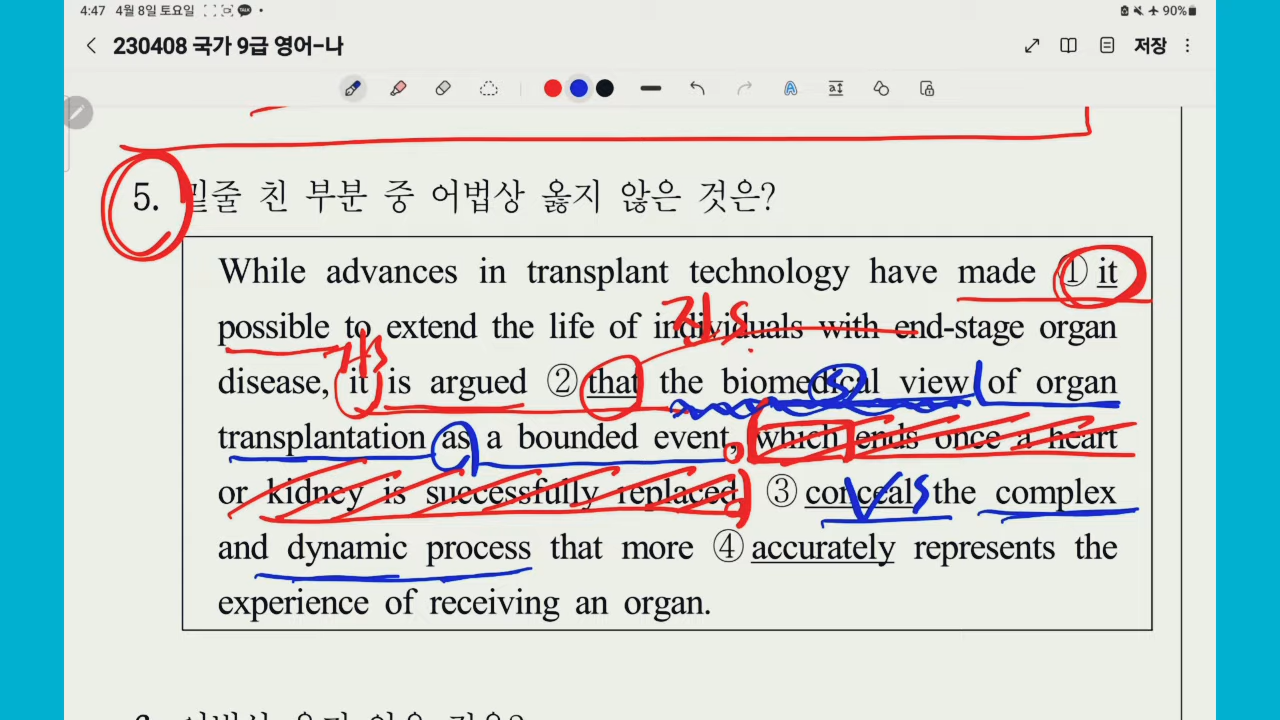 4:47 4월 8일 토요일 TALK 90%
230408 국가 9급 영어-나 저장
5. 밑줄 친 부분 중 어법상 옳지 않은 것은?
While advances in transplant technology have made ① it
possible to extend the life of individuals with end-stage organ
disease, it is argued ② that the biomedical view of organ
transplantation as a bounded event, which ends once a heart
or kidney is successfully replaced, ③ conceal the complex
and dynamic process that more ④ accurately represents the
experience of receiving an organ.